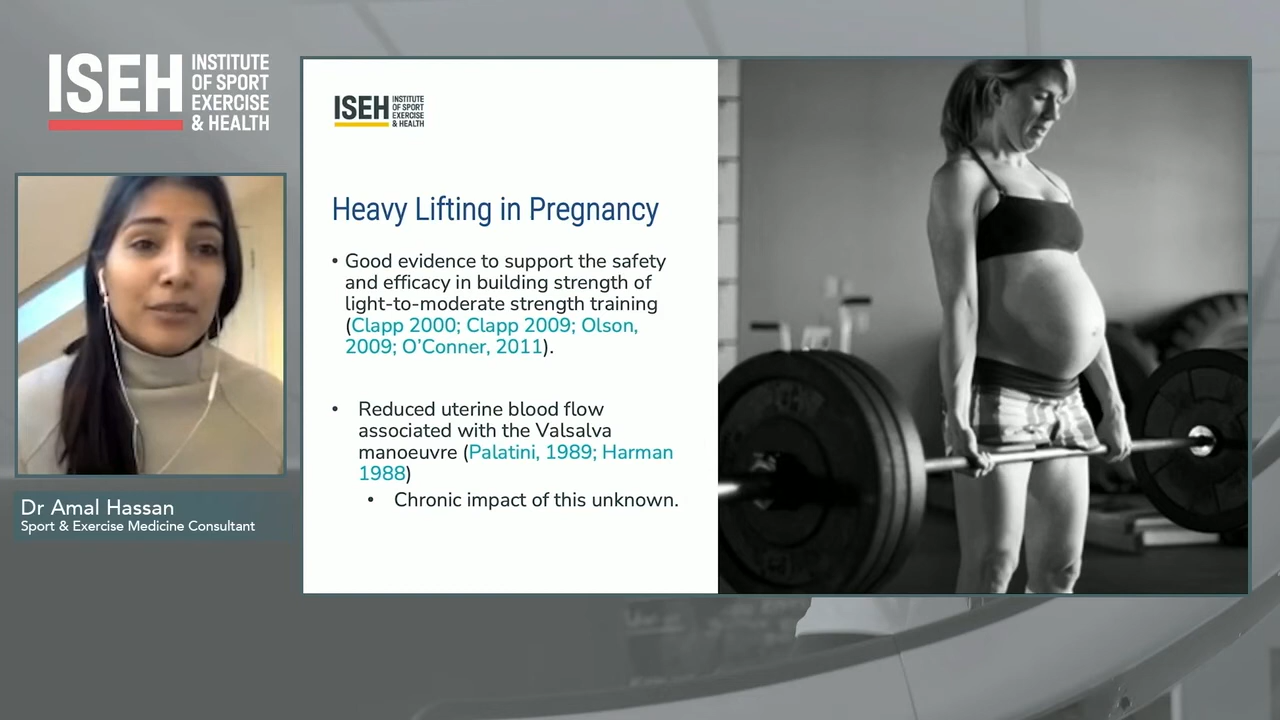 ISEH INSTITUTE
OF SPORT
EXERCISE
& HEALTH
Dr Amal Hassan
Sport & Exercise Medicine Consultant
ISEH INSTITUTE
OF SPORT
EXERCISE
& HEALTH
Heavy Lifting in Pregnancy
• Good evidence to support the safety
and efficacy in building strength of
light-to-moderate strength training
(Clapp 2000; Clapp 2009; Olson,
2009; O'Conner, 2011).
• Reduced uterine blood flow
associated with the Valsalva
manoeuvre (Palatini, 1989; Harman
1988)
• Chronic impact of this unknown.